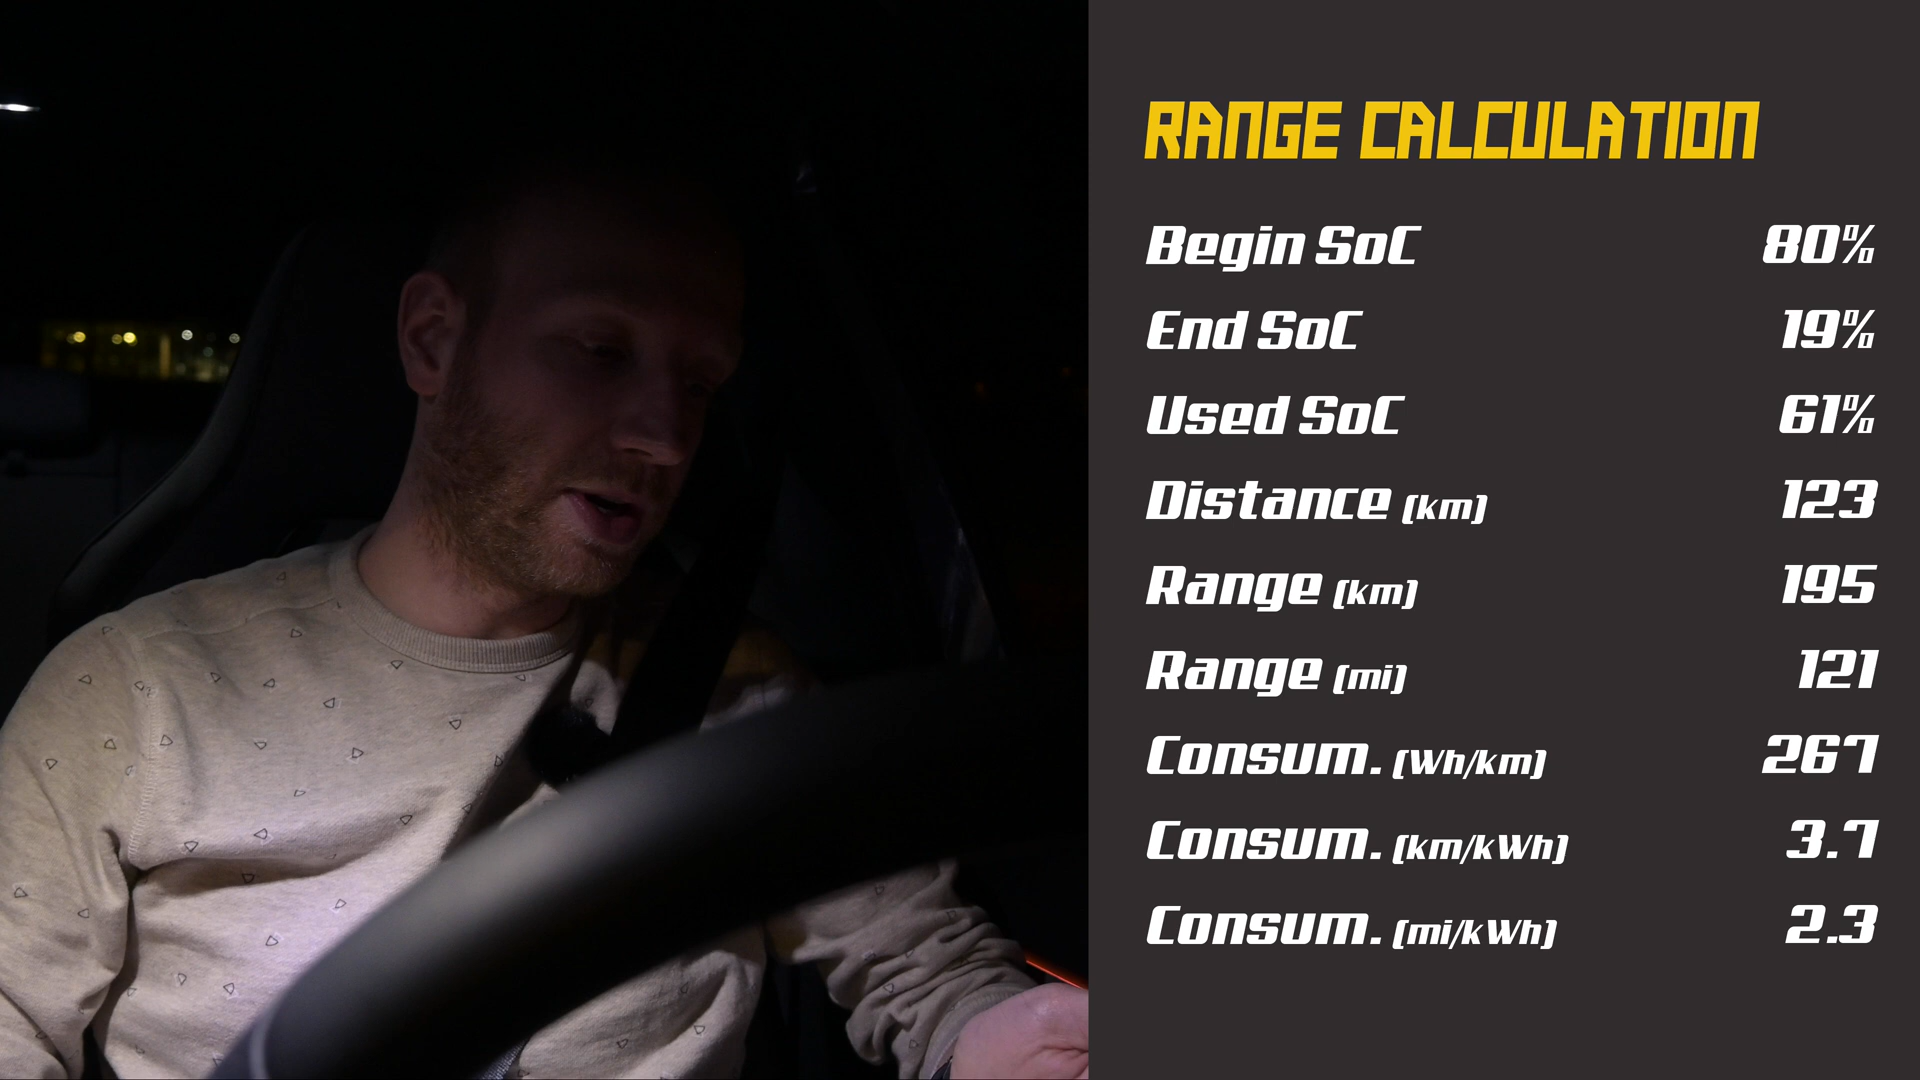 RANGE CALCULATION
Begin SoC 80%
End SoC 19%
Used SoC 61%
Distance (km) 123
Range (km) 195
Range (mi) 121
Consum. (Wh/km) 267
Consum. (km/kWh) 3.7
Consum. (mi/kWh) 2.3